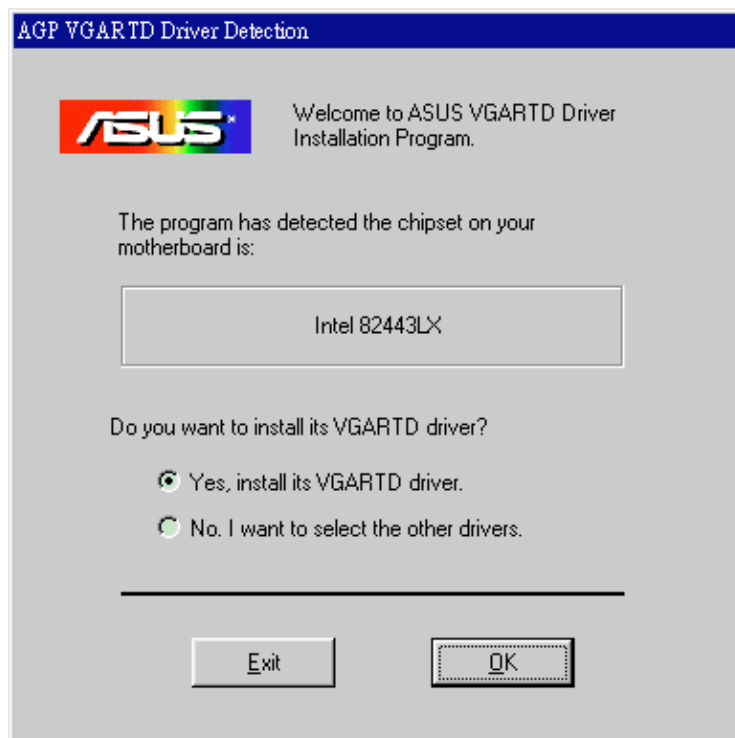 AGP VGARTD Driver Detection
ASUS
Welcome to ASUS VGARTD Driver
Installation Program.
The program has detected the chipset on your
motherboard is:
Intel 82443LX
Do you want to install its VGARTD driver?
Yes, install its VGARTD driver.
No. I want to select the other drivers.
Exit
OK